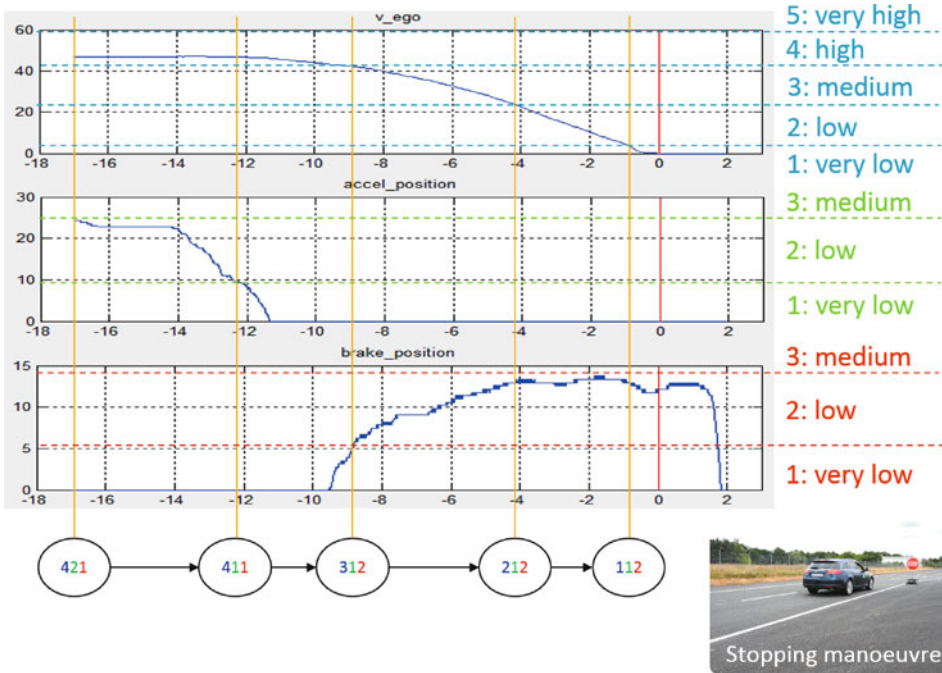 v_ego
60
40
20
0
-18 -16 -14 -12 -10 -8 -6 -4 -2 0 2
5: very high
4: high
3: medium
2: low
1: very low
accel_position
30
20
10
0
-18 -16 -14 -12 -10 -8 -6 -4 -2 0 2
3: medium
2: low
1: very low
brake_position
15
10
5
0
-18 -16 -14 -12 -10 -8 -6 -4 -2 0 2
3: medium
2: low
1: very low
421 411 312 212 112
STOP
Stopping manoeuvre